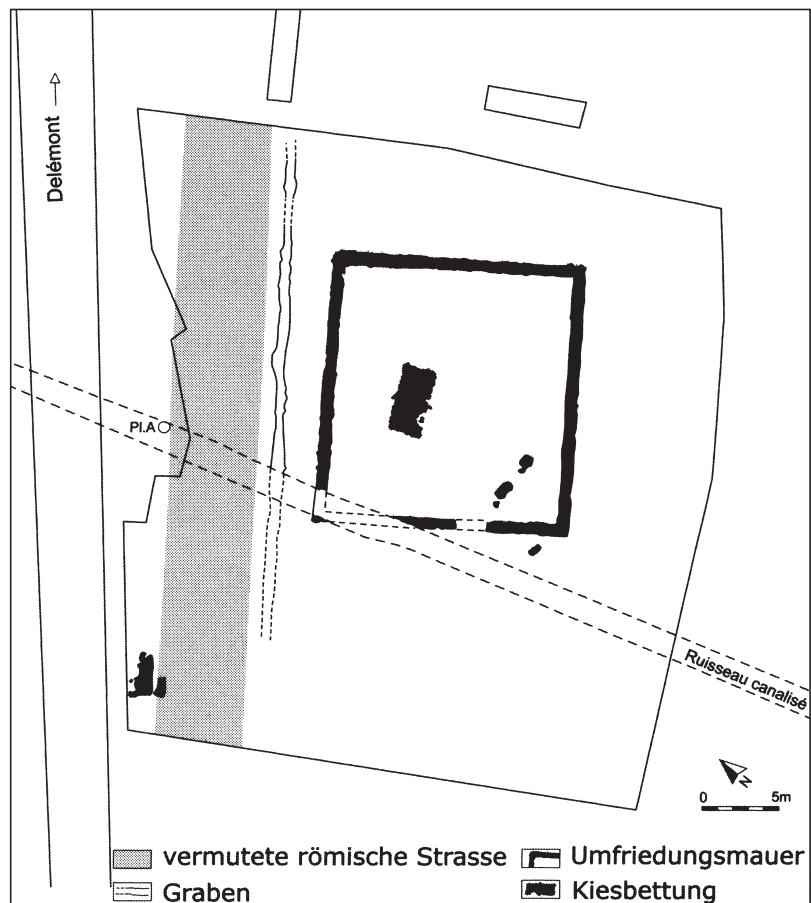 Delémont
Pl.A
Ruisseau canalisé
N
0 5m
vermutete römische Strasse
Umfriedungsmauer
Graben
Kiesbettung